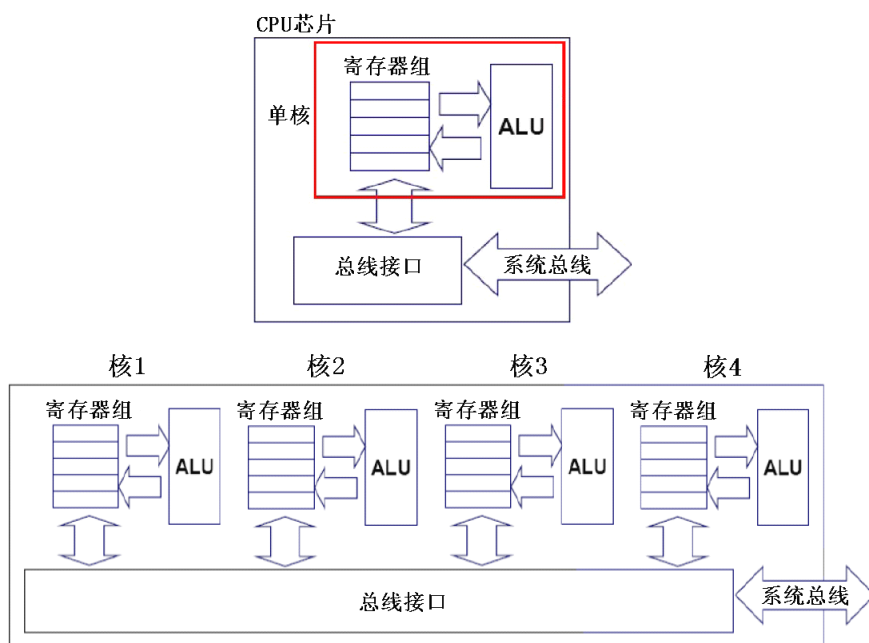 CPU芯片
寄存器组
单核
ALU
总线接口
系统总线
核1
核2
核3
核4
寄存器组
寄存器组
寄存器组
寄存器组
ALU
ALU
ALU
ALU
总线接口
系统总线